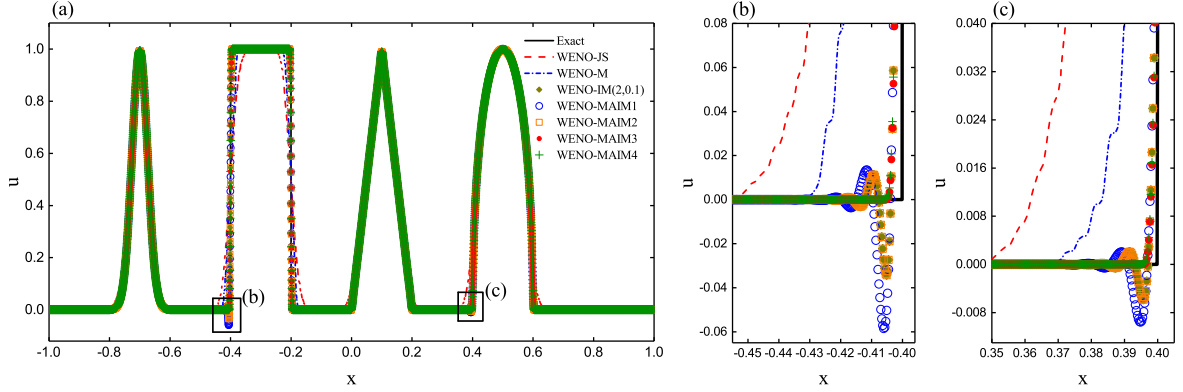 (a)
(b)
(c)
1.0
0.8
0.6
0.4
0.2
0.0
u
-1.0 -0.8 -0.6 -0.4 -0.2 0.0 0.2 0.4 0.6 0.8 1.0
x
Exact
WENO-JS
WENO-M
WENO-IM(2,0.1)
WENO-MAIM1
WENO-MAIM2
WENO-MAIM3
WENO-MAIM4
(b)
(c)
0.08
0.06
0.04
0.02
0.00
-0.02
-0.04
-0.06
u
-0.45 -0.44 -0.43 -0.42 -0.41 -0.40
x
0.040
0.032
0.024
0.016
0.008
0.000
-0.008
u
0.35 0.36 0.37 0.38 0.39 0.40
x